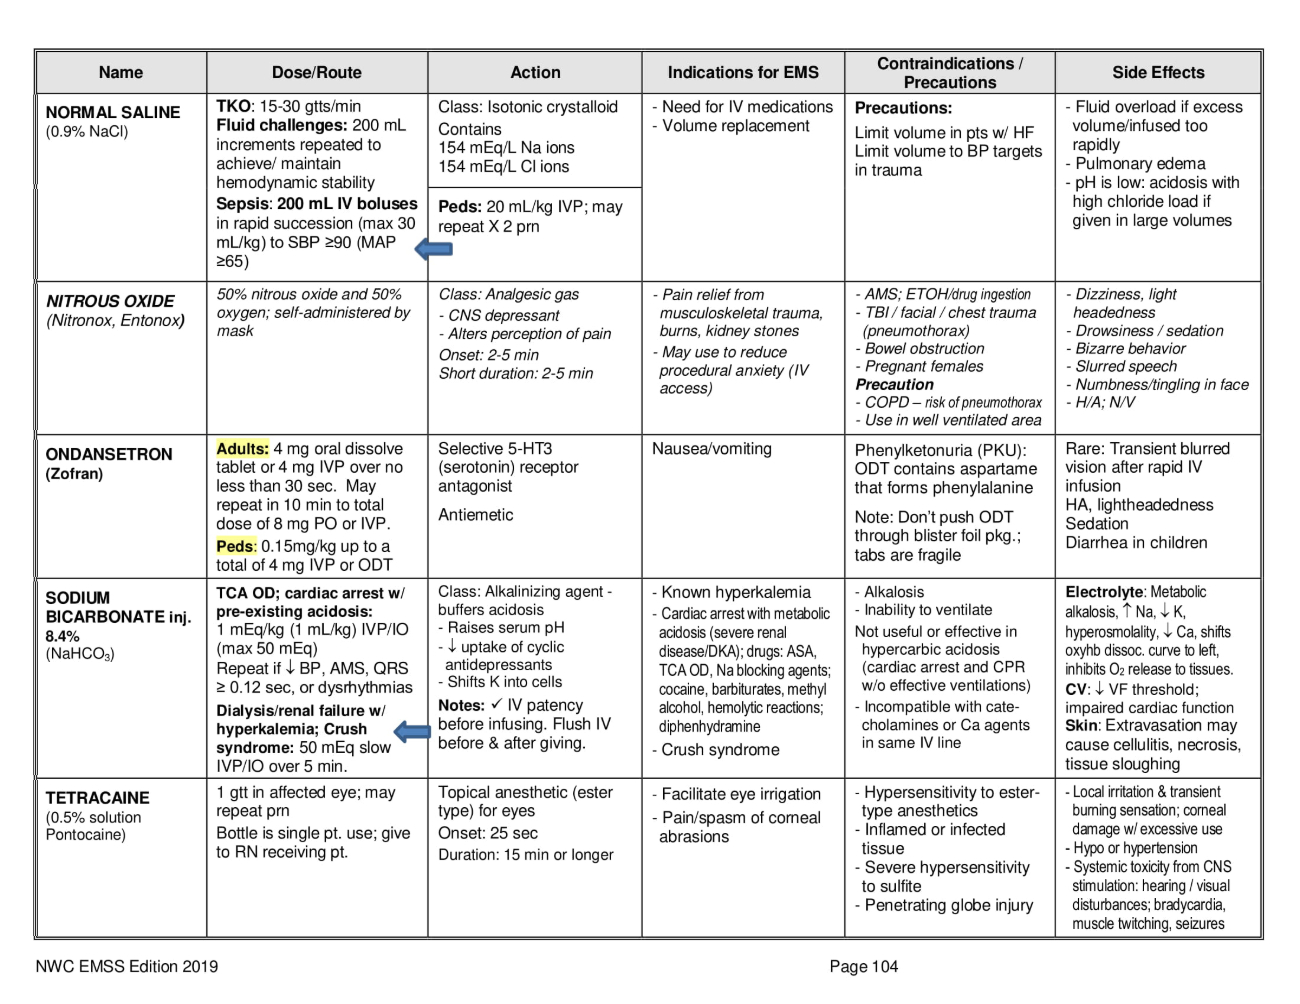 Name
Dose/Route
Action
Indications for EMS
Contraindications /
Precautions
Side Effects
NORMAL SALINE
(0.9% NaCl)
TKO: 15-30 gtts/min
Fluid challenges: 200 mL
increments repeated to
achieve/ maintain
hemodynamic stability
Sepsis: 200 mL IV boluses
in rapid succession (max 30
mL/kg) to SBP ≥90 (MAP
≥65)
Class: Isotonic crystalloid
Contains
154 mEq/L Na ions
154 mEq/L Cl ions
Peds: 20 mL/kg IVP; may
repeat X 2 prn
- Need for IV medications
- Volume replacement
Precautions:
Limit volume in pts w/ HF
Limit volume to BP targets
in trauma
- Fluid overload if excess
volume/infused too
rapidly
- Pulmonary edema
- pH is low: acidosis with
high chloride load if
given in large volumes
NITROUS OXIDE
(Nitronox, Entonox)
50% nitrous oxide and 50%
oxygen; self-administered by
mask
Class: Analgesic gas
- CNS depressant
- Alters perception of pain
Onset: 2-5 min
Short duration: 2-5 min
- Pain relief from
musculoskeletal trauma,
burns, kidney stones
- May use to reduce
procedural anxiety (IV
access)
- AMS; ETOH/drug ingestion
- TBI / facial / chest trauma
(pneumothorax)
- Bowel obstruction
- Pregnant females
Precaution
- COPD – risk of pneumothorax
- Use in well ventilated area
- Dizziness, light
headedness
- Drowsiness / sedation
- Bizarre behavior
- Slurred speech
- Numbness/tingling in face
- H/A; N/V
ONDANSETRON
(Zofran)
Adults: 4 mg oral dissolve
tablet or 4 mg IVP over no
less than 30 sec. May
repeat in 10 min to total
dose of 8 mg PO or IVP.
Peds: 0.15mg/kg up to a
total of 4 mg IVP or ODT
Selective 5-HT3
(serotonin) receptor
antagonist
Antiemetic
Nausea/vomiting
Phenylketonuria (PKU):
ODT contains aspartame
that forms phenylalanine
Note: Don't push ODT
through blister foil pkg.;
tabs are fragile
Rare: Transient blurred
vision after rapid IV
infusion
HA, lightheadedness
Sedation
Diarrhea in children
SODIUM
BICARBONATE inj.
8.4%
(NaHCO₃)
TCA OD; cardiac arrest w/
pre-existing acidosis:
1 mEq/kg (1 mL/kg) IVP/IO
(max 50 mEq)
Repeat if ↓ BP, AMS, QRS
≥ 0.12 sec, or dysrhythmias
Dialysis/renal failure w/
hyperkalemia; Crush
syndrome: 50 mEq slow
IVP/IO over 5 min.
Class: Alkalinizing agent -
buffers acidosis
- Raises serum pH
- ↓ uptake of cyclic
antidepressants
- Shifts K into cells
Notes: ✓ IV patency
before infusing. Flush IV
before & after giving.
- Known hyperkalemia
- Cardiac arrest with metabolic
acidosis (severe renal
disease/DKA); drugs: ASA,
TCA OD, Na blocking agents;
cocaine, barbiturates, methyl
alcohol, hemolytic reactions;
diphenhydramine
- Crush syndrome
- Alkalosis
- Inability to ventilate
Not useful or effective in
hypercarbic acidosis
(cardiac arrest and CPR
w/o effective ventilations)
- Incompatible with cate-
cholamines or Ca agents
in same IV line
Electrolyte: Metabolic
alkalosis, ↑ Na, ↓ K,
hyperosmolality, ↓ Ca, shifts
oxyhb dissoc. curve to left,
inhibits O₂ release to tissues.
CV: ↓ VF threshold;
impaired cardiac function
Skin: Extravasation may
cause cellulitis, necrosis,
tissue sloughing
TETRACAINE
(0.5% solution
Pontocaine)
1 gtt in affected eye; may
repeat prn
Bottle is single pt. use; give
to RN receiving pt.
Topical anesthetic (ester
type) for eyes
Onset: 25 sec
Duration: 15 min or longer
- Facilitate eye irrigation
- Pain/spasm of corneal
abrasions
- Hypersensitivity to ester-
type anesthetics
- Inflamed or infected
tissue
- Severe hypersensitivity
to sulfite
- Penetrating globe injury
- Local irritation & transient
burning sensation; corneal
damage w/ excessive use
- Hypo or hypertension
- Systemic toxicity from CNS
stimulation: hearing / visual
disturbances; bradycardia,
muscle twitching, seizures
NWC EMSS Edition 2019
Page 104